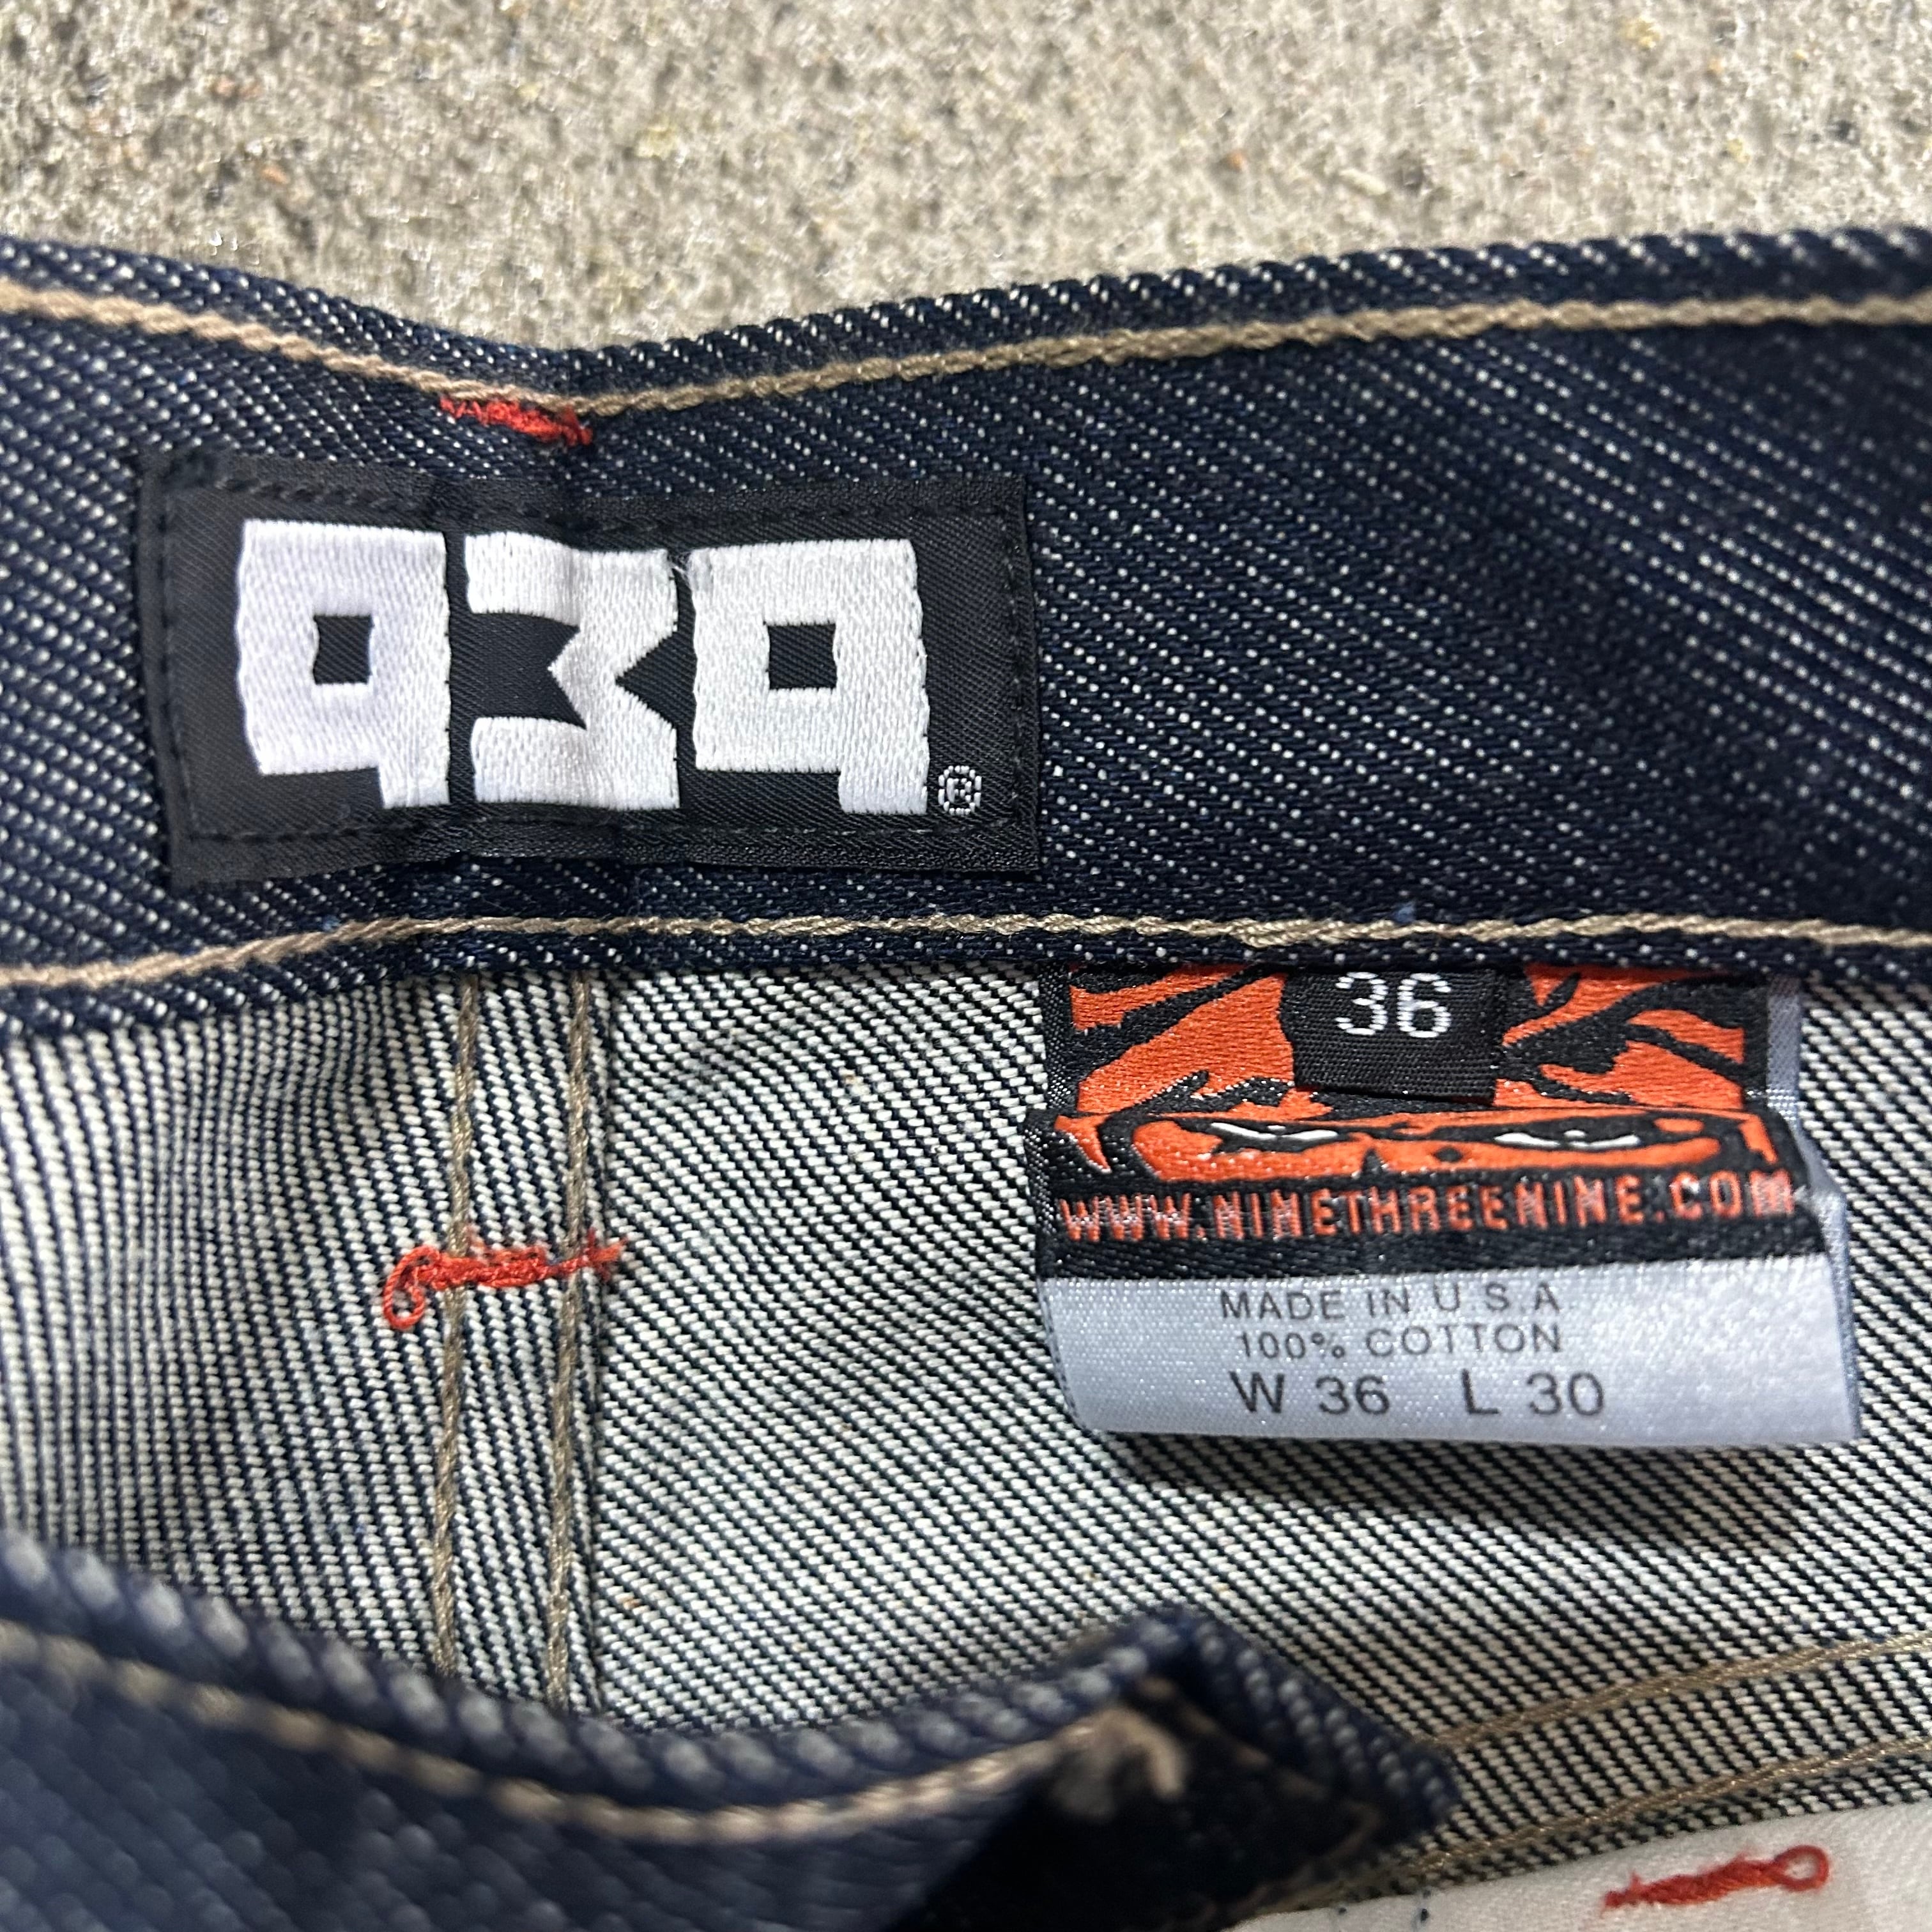 939®
36
WWW.NINETHREENINE.COM
MADE IN U.S.A
100% COTTON
W 36 L 30